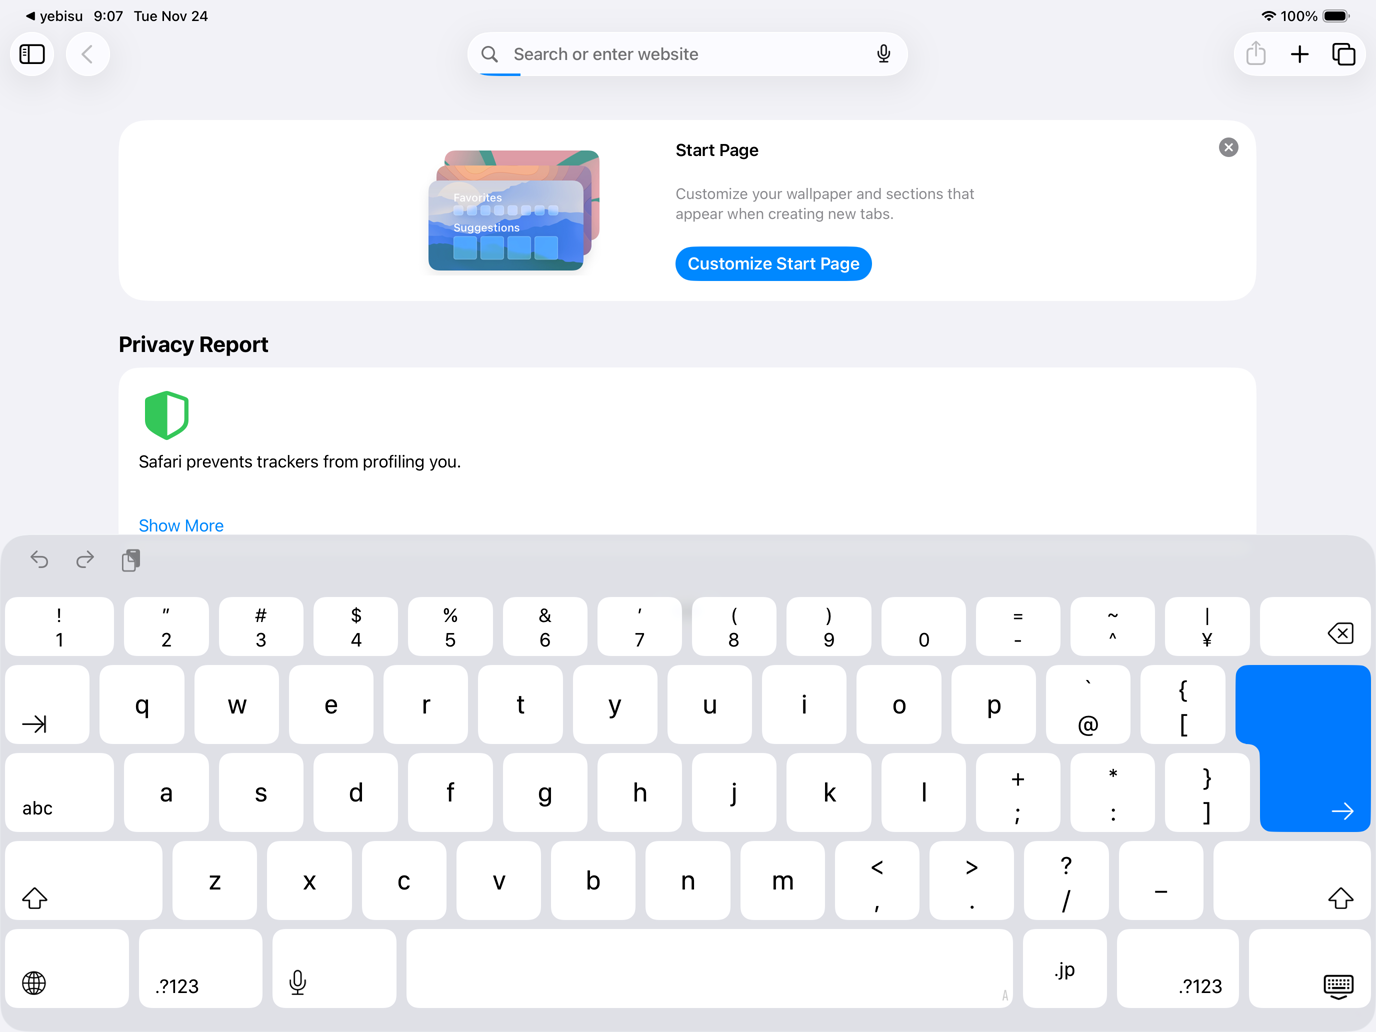 yebisu 9:07 Tue Nov 24 100%
Search or enter website
Start Page
Customize your wallpaper and sections that
appear when creating new tabs.
Customize Start Page
Favorites
Suggestions
Privacy Report
Safari prevents trackers from profiling you.
Show More
! " # $ % & ' ( ) = ~ |
1 2 3 4 5 6 7 8 9 0 - ^ ¥
q w e r t y u i o p ` @ { [
abc a s d f g h j k l + ; * : } ]
z x c v b n m < , > . ? / _
.?123 A .jp .?123